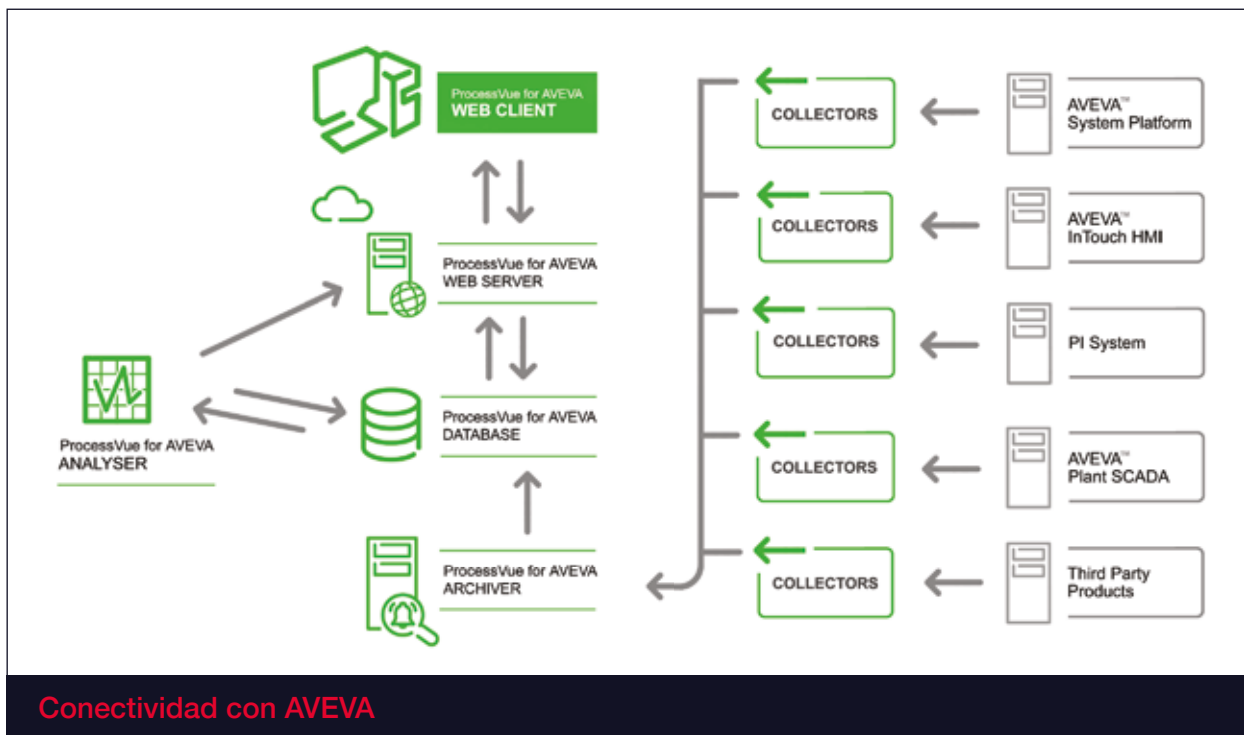 ProcessVue for AVEVA
WEB CLIENT
ProcessVue for AVEVA
WEB SERVER
ProcessVue for AVEVA
ANALYSER
ProcessVue for AVEVA
DATABASE
ProcessVue for AVEVA
ARCHIVER
COLLECTORS
AVEVA™
System Platform
COLLECTORS
AVEVA™
InTouch HMI
COLLECTORS
PI System
COLLECTORS
AVEVA™
Plant SCADA
COLLECTORS
Third Party
Products
Conectividad con AVEVA